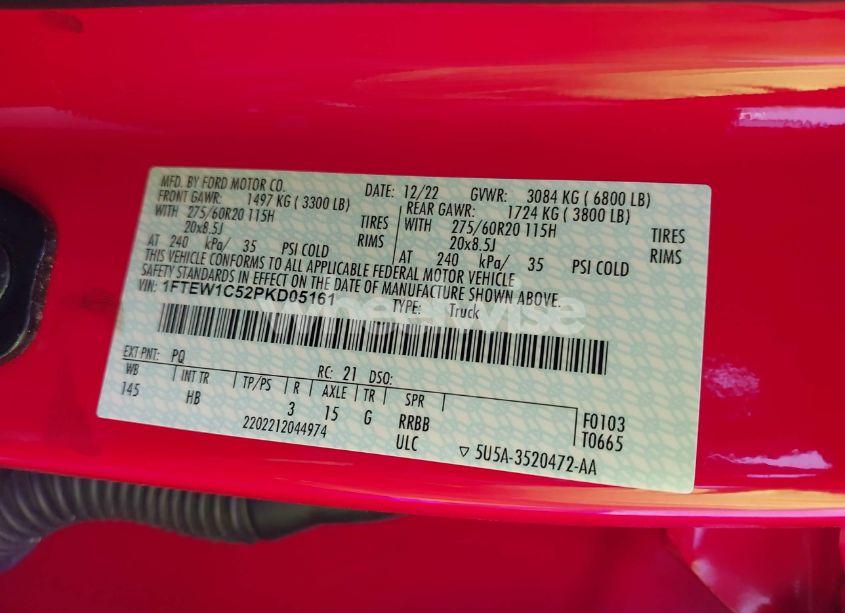 MFD. BY FORD MOTOR CO. DATE: 12/22 GVWR: 3084 KG ( 6800 LB)
FRONT GAWR: 1497 KG ( 3300 LB) REAR GAWR: 1724 KG ( 3800 LB)
WITH 275/60R20 115H TIRES WITH 275/60R20 115H TIRES
20x8.5J RIMS 20x8.5J RIMS
AT 240 kPa/ 35 PSI COLD AT 240 kPa/ 35 PSI COLD
THIS VEHICLE CONFORMS TO ALL APPLICABLE FEDERAL MOTOR VEHICLE
SAFETY STANDARDS IN EFFECT ON THE DATE OF MANUFACTURE SHOWN ABOVE.
VIN: 1FTEW1C52PKD05161 TYPE: Truck
wheelwise
EXT PNT: PQ RC: 21 DSO:
WB INT TR TP/PS R AXLE TR SPR
145 HB 3 15 G RRBB F0103
2202212044974 ULC T0665
▽ 5U5A-3520472-AA